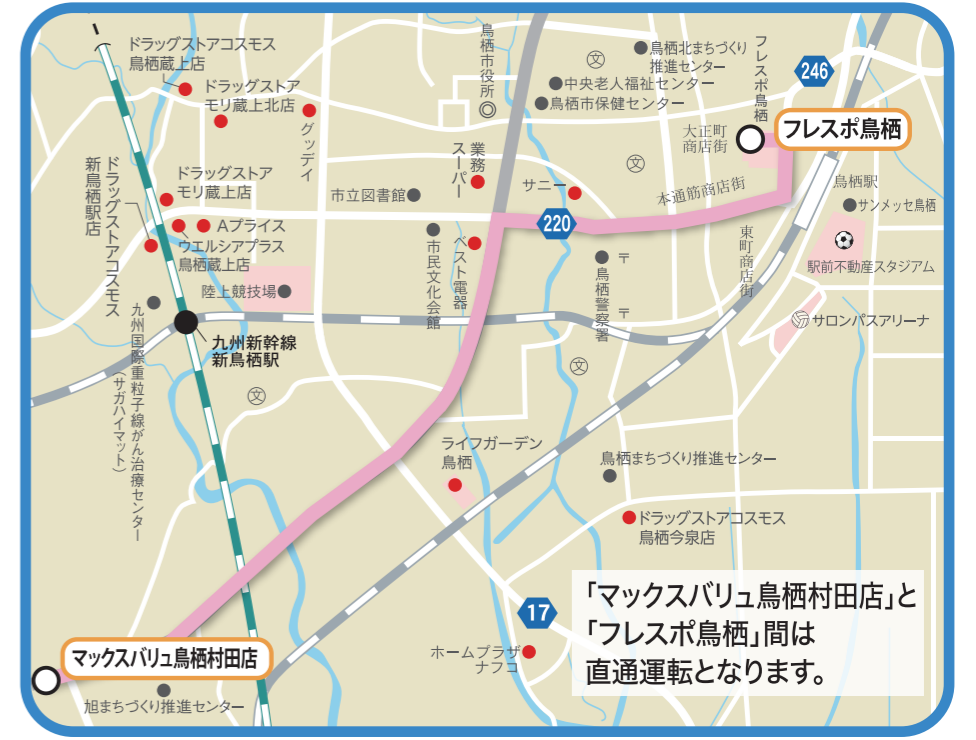 ドラッグストアコスモス
鳥栖蔵上店
ドラッグストア
モリ蔵上北店
グッデイ
鳥栖市役所
文
鳥栖北まちづくり
推進センター
中央老人福祉センター
鳥栖市保健センター
フレスポ鳥栖
246
大正町
商店街
フレスポ鳥栖
ドラッグストアコスモス
新鳥栖駅店
ドラッグストア
モリ蔵上店
Aプライス
ウエルシアプラス
鳥栖蔵上店
市立図書館
業務
スーパー
サニー
文
本通筋商店街
220
鳥栖駅
サンメッセ鳥栖
駅前不動産スタジアム
東町商店街
陸上競技場
市民文化会館
ベスト電器
鳥栖警察署
〒
〒
サロンパスアリーナ
九州新幹線
新鳥栖駅
九州国際重粒子線がん治療センター
(サガハイマット)
文
文
ライフガーデン
鳥栖
鳥栖まちづくり推進センター
ドラッグストアコスモス
鳥栖今泉店
17
ホームプラザ
ナフコ
「マックスバリュ鳥栖村田店」と
「フレスポ鳥栖」間は
直通運転となります。
マックスバリュ鳥栖村田店
旭まちづくり推進センター